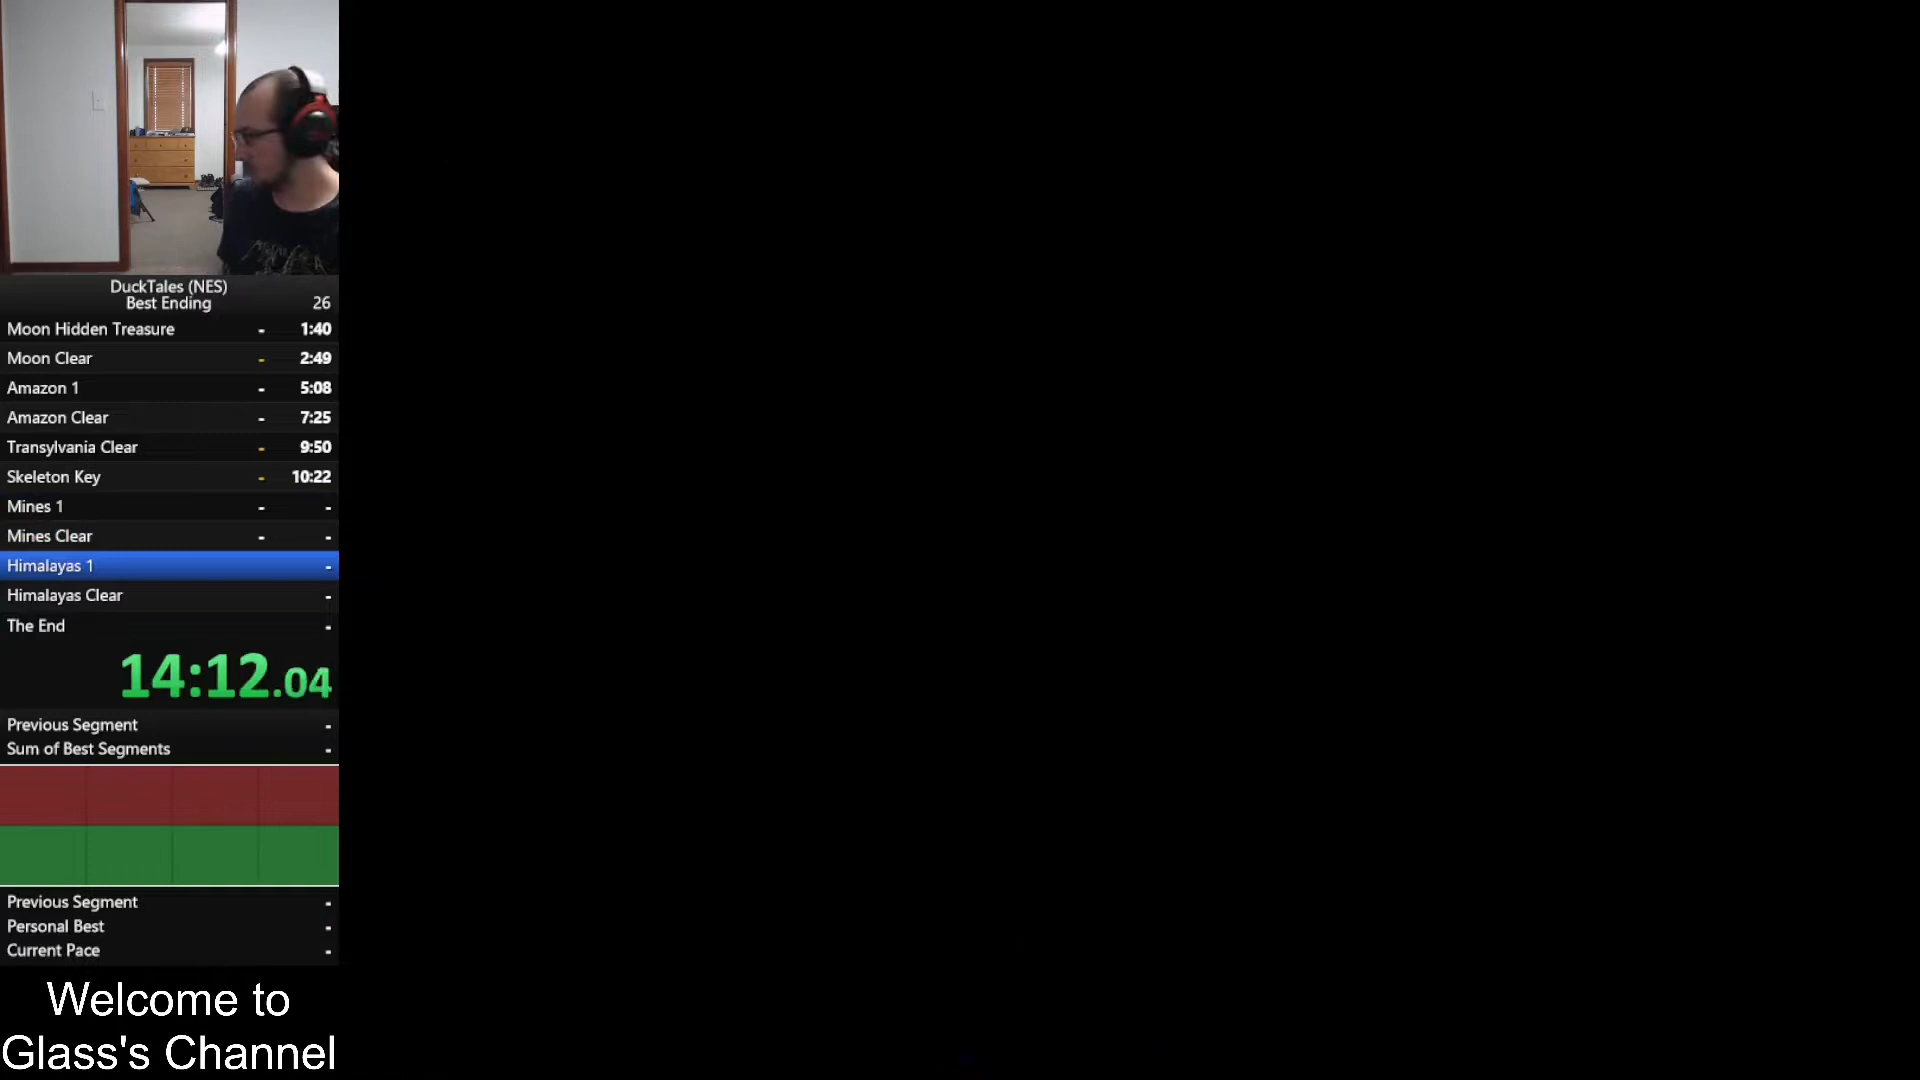 DuckTales (NES)
Best Ending 26
Moon Hidden Treasure - 1:40
Moon Clear - 2:49
Amazon 1 - 5:08
Amazon Clear - 7:25
Transylvania Clear - 9:50
Skeleton Key - 10:22
Mines 1 - -
Mines Clear - -
Himalayas 1 -
Himalayas Clear -
The End -
14:12.04
Previous Segment -
Sum of Best Segments -
Previous Segment -
Personal Best -
Current Pace -
Welcome to
Glass's Channel